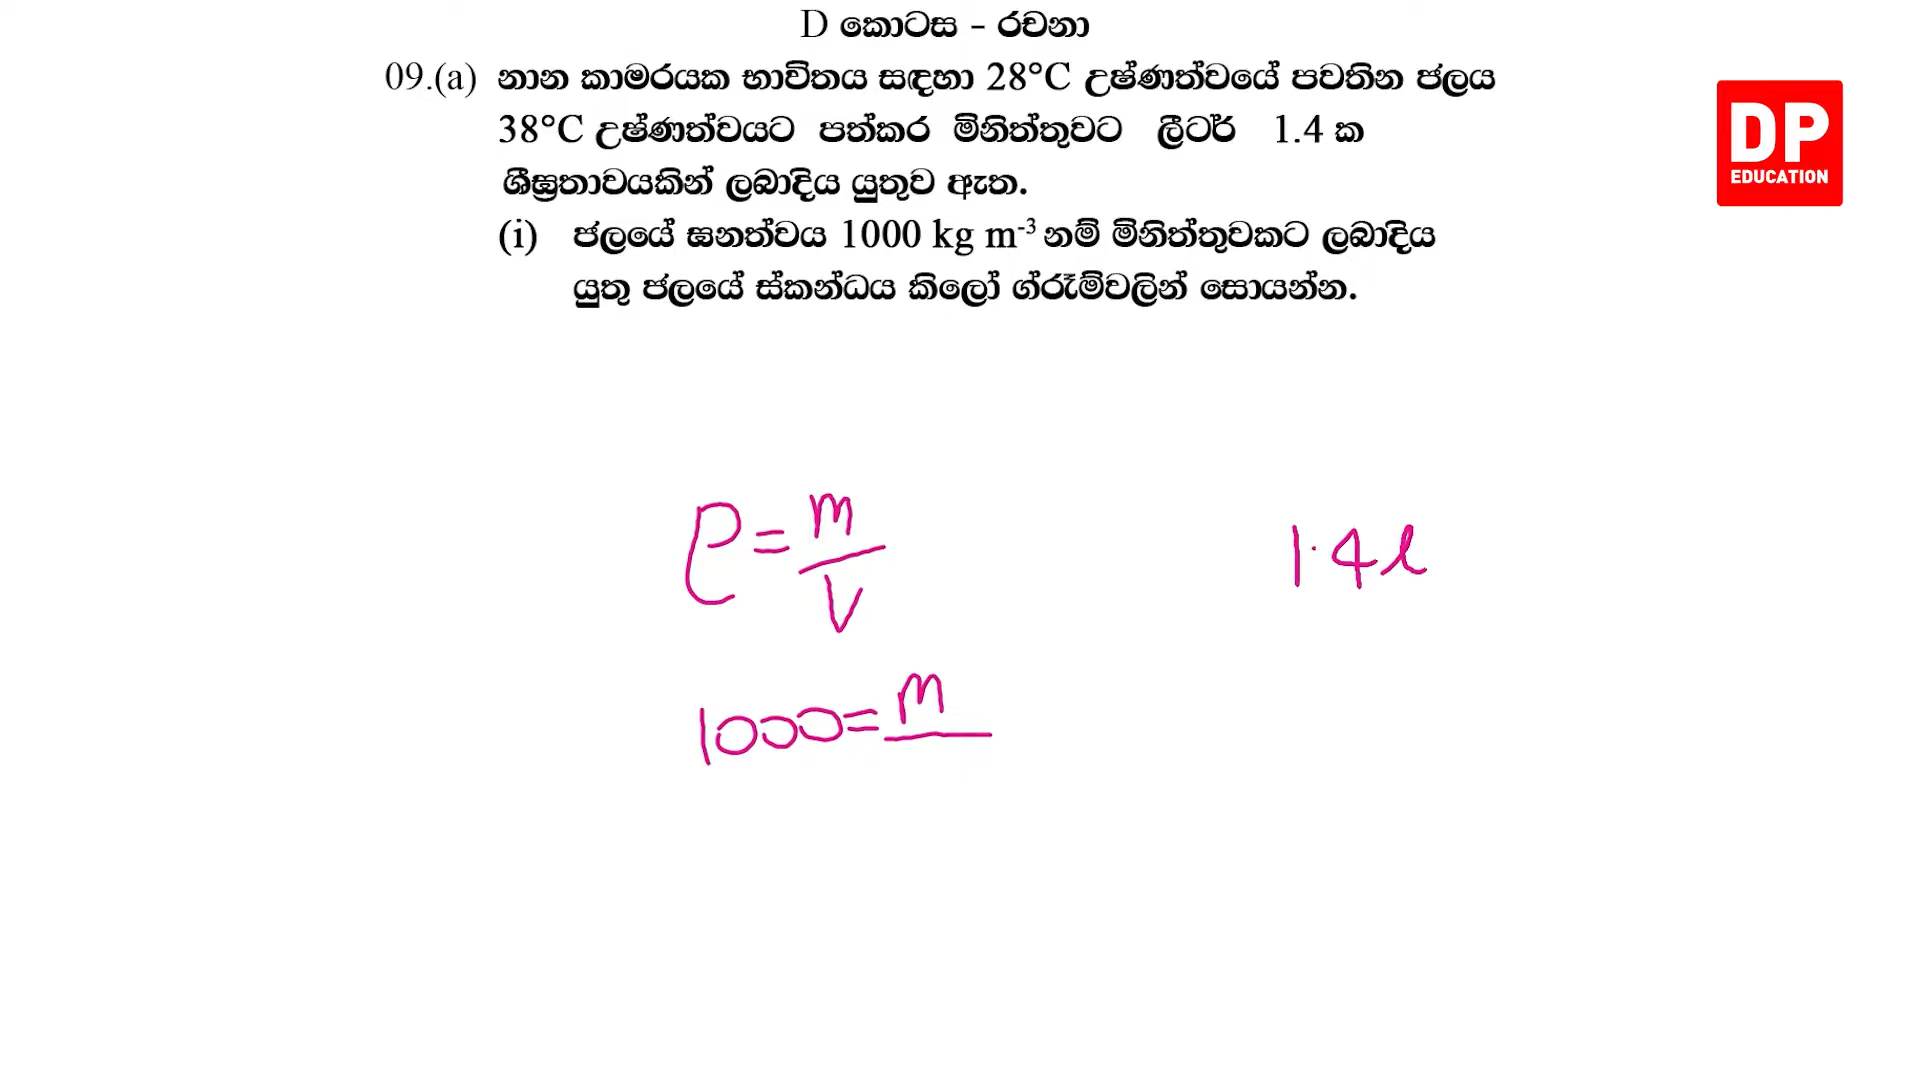 D කොටස – රචනා
09.(a) නාන කාමරයක භාවිතය සඳහා 28°C උෂ්ණත්වයේ පවතින ජලය
38°C උෂ්ණත්වයට පත්කර මිනිත්තුවට ලීටර් 1.4 ක
ශීඝ්‍රතාවයකින් ලබාදිය යුතුව ඇත.
(i) ජලයේ ඝනත්වය 1000 kg m⁻³ නම් මිනිත්තුවකට ලබාදිය
යුතු ජලයේ ස්කන්ධය කිලෝ ග්රෑම්වලින් සොයන්න.
DP
EDUCATION
ρ = m/V
1.4 l
1000 = m